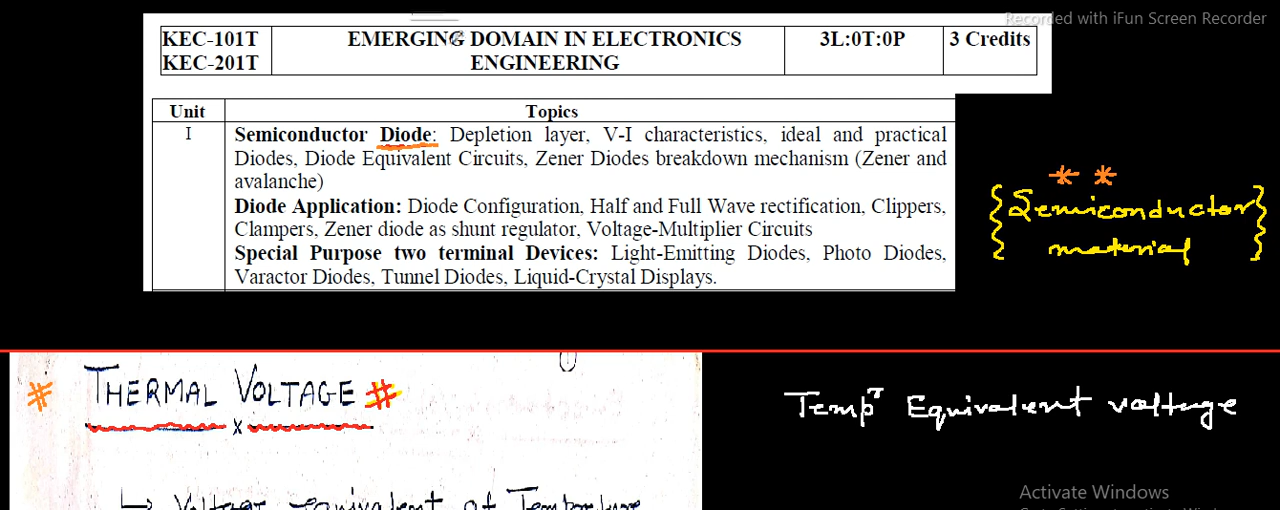 Recorded with iFun Screen Recorder
KEC-101T
KEC-201T
EMERGING DOMAIN IN ELECTRONICS
ENGINEERING
3L:0T:0P
3 Credits
Unit
Topics
I
Semiconductor Diode: Depletion layer, V-I characteristics, ideal and practical
Diodes, Diode Equivalent Circuits, Zener Diodes breakdown mechanism (Zener and
avalanche)
Diode Application: Diode Configuration, Half and Full Wave rectification, Clippers,
Clampers, Zener diode as shunt regulator, Voltage-Multiplier Circuits
Special Purpose two terminal Devices: Light-Emitting Diodes, Photo Diodes,
Varactor Diodes, Tunnel Diodes, Liquid-Crystal Displays.
* *
{Semiconductor}
{material}
# THERMAL VOLTAGE #
x
Temp^r Equivalent voltage
↳ Voltage equivalent of Temperature
Activate Windows